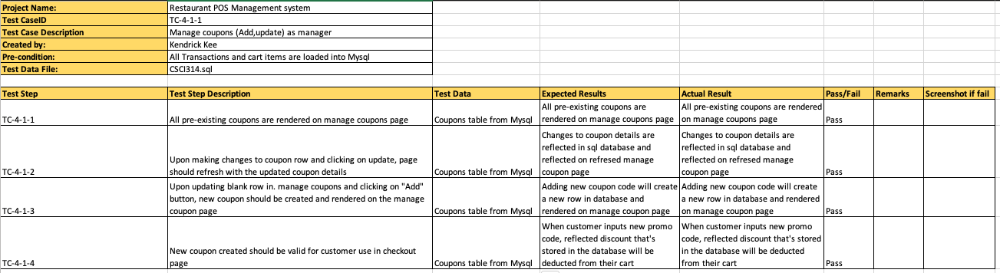 Project Name: Restaurant POS Management system
Test CaseID TC-4-1-1
Test Case Description Manage coupons (Add,update) as manager
Created by: Kendrick Kee
Pre-condition: All Transactions and cart items are loaded into Mysql
Test Data File: CSCI314.sql
Test Step Test Step Description Test Data Expected Results Actual Result Pass/Fail Remarks Screenshot if fail
TC-4-1-1
All pre-existing coupons are rendered on manage coupons page
Coupons table from Mysql
All pre-existing coupons are
rendered on manage coupons page
All pre-existing coupons are rendered
on manage coupons page
Pass
TC-4-1-2
Upon making changes to coupon row and clicking on update, page
should refresh with the updated coupon details
Coupons table from Mysql
Changes to coupon details are
reflected in sql database and
reflected on refresed manage
coupon page
Changes to coupon details are
reflected in sql database and
reflected on refresed manage
coupon page
Pass
TC-4-1-3
Upon updating blank row in. manage coupons and clicking on "Add"
button, new coupon should be created and rendered on the manage
coupon page
Coupons table from Mysql
Adding new coupon code will create
a new row in database and
rendered on manage coupon page
Adding new coupon code will create
a new row in database and rendered
on manage coupon page
Pass
TC-4-1-4
New coupon created should be valid for customer use in checkout
page
Coupons table from Mysql
When customer inputs new promo
code, reflected discount that's
stored in the database will be
deducted from their cart
When customer inputs new promo
code, reflected discount that's stored
in the database will be deducted
from their cart
Pass